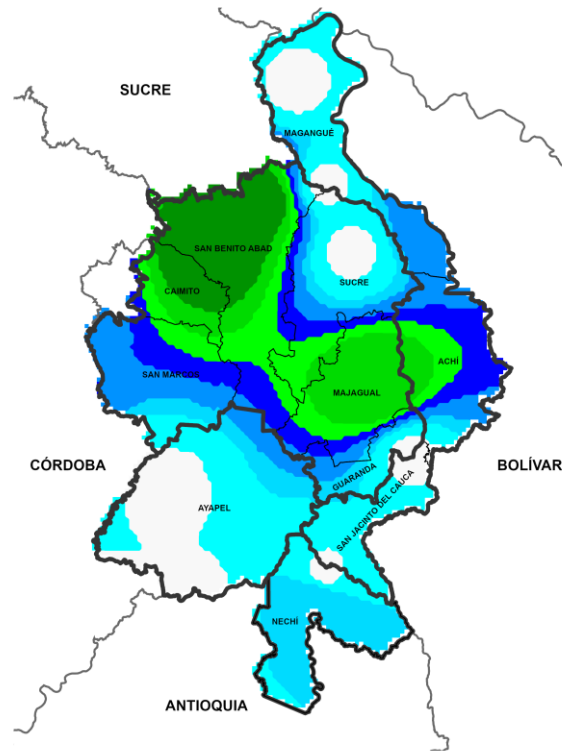 SUCRE
MAGANGUÉ
SAN BENITO ABAD
CAIMITO
SUCRE
ACHÍ
SAN MARCOS
MAJAGUAL
CÓRDOBA
BOLÍVAR
GUARANDA
SAN JACINTO DEL CAUCA
AYAPEL
NECHÍ
ANTIOQUIA